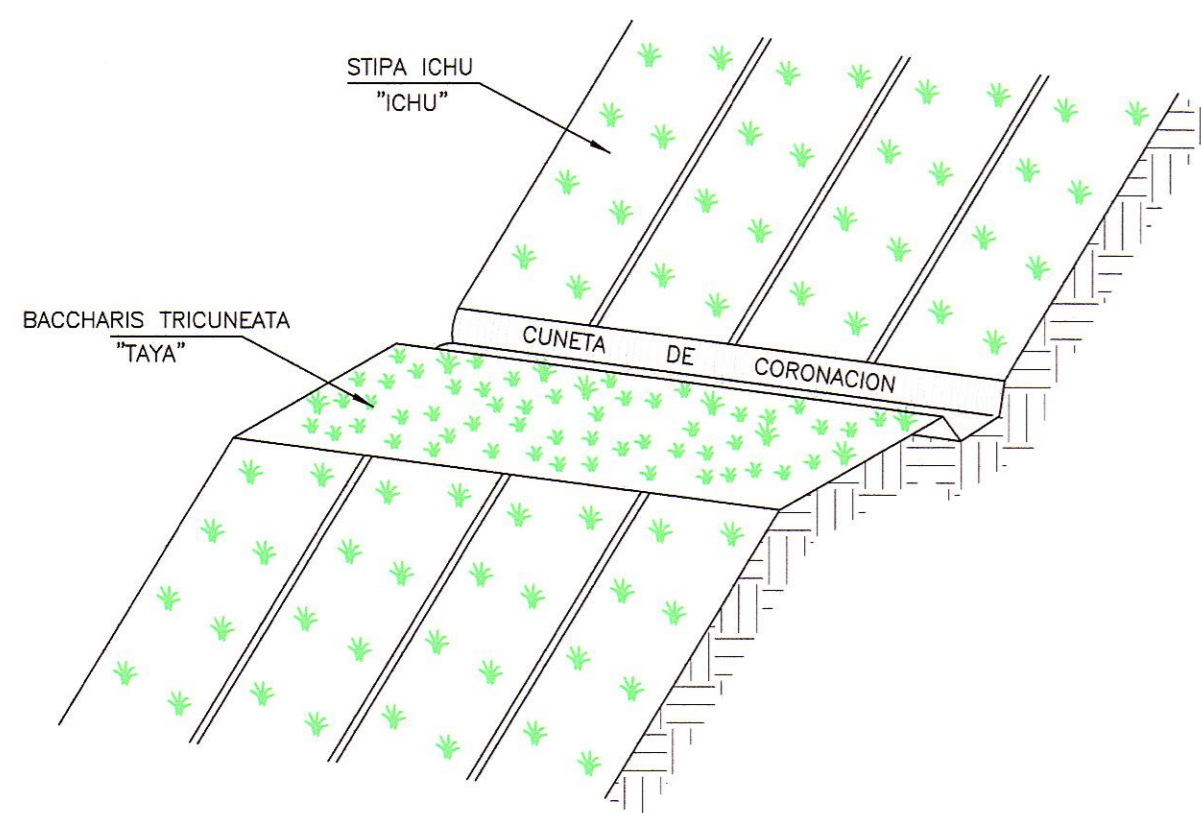 STIPA ICHU
"ICHU"
BACCHARIS TRICUNEATA
"TAYA"
CUNETA DE CORONACION